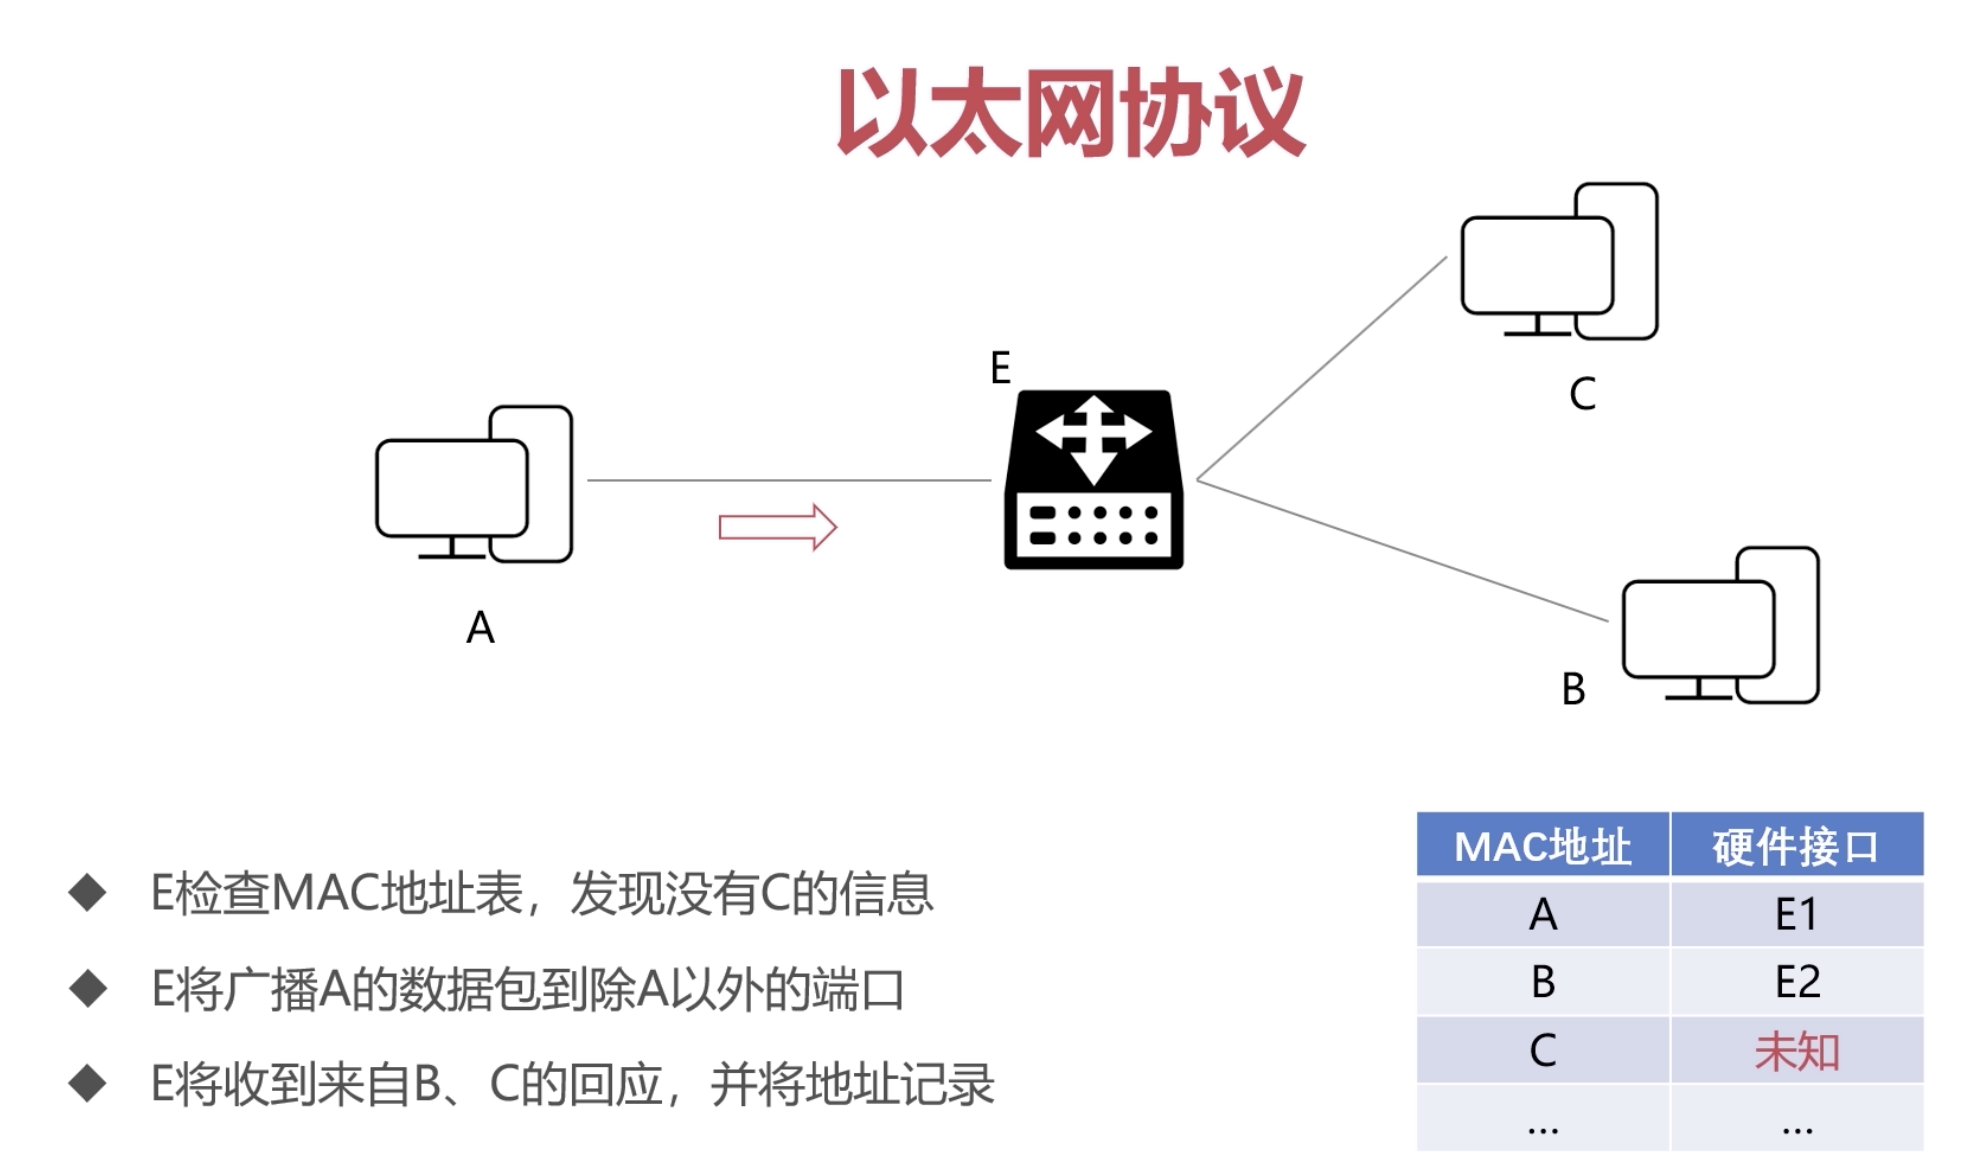 以太网协议
E
C
A
B
E检查MAC地址表，发现没有C的信息
E将广播A的数据包到除A以外的端口
E将收到来自B、C的回应，并将地址记录
MAC地址 硬件接口
A E1
B E2
C 未知
... ...